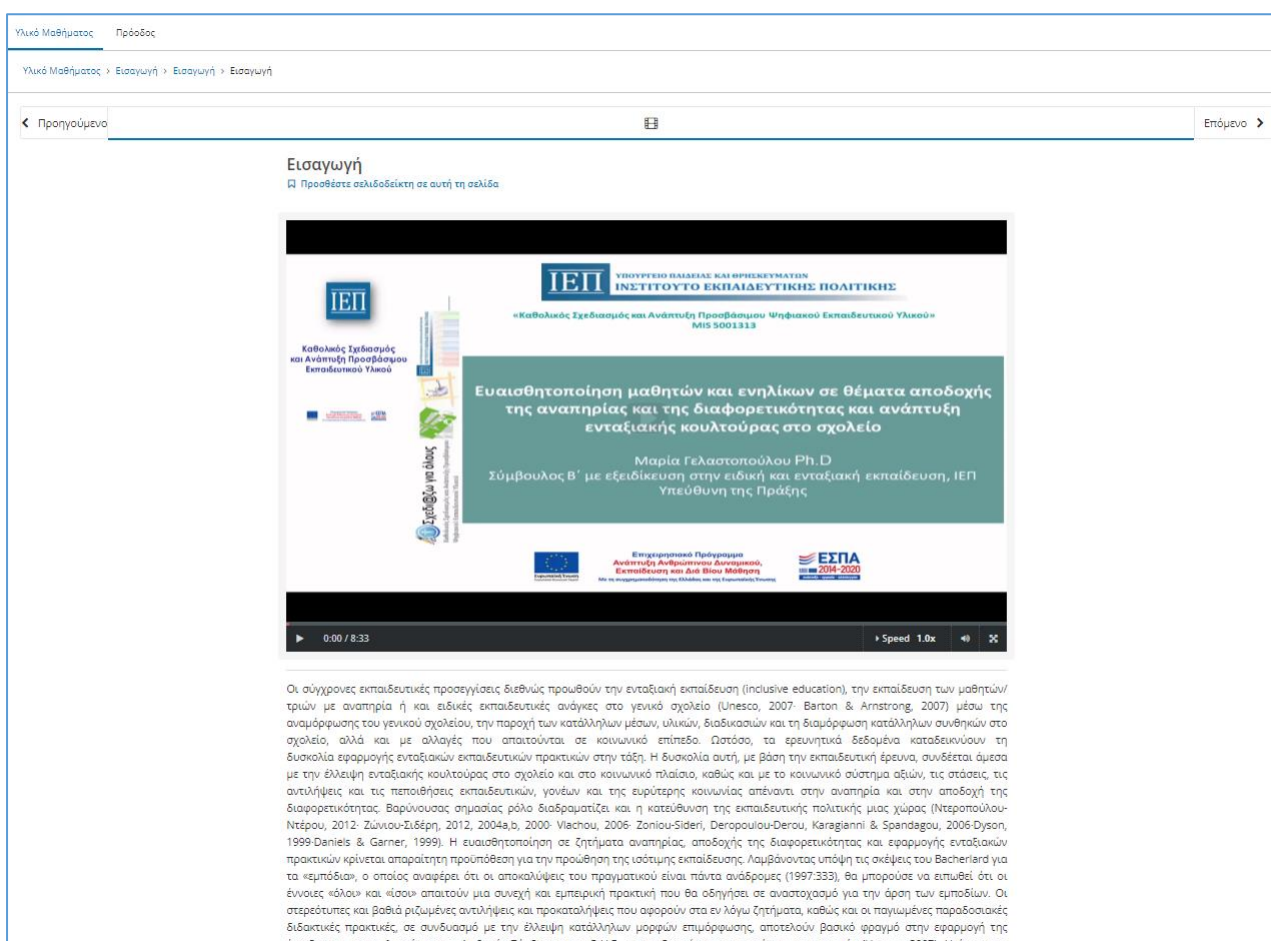 Υλικό Μαθήματος Πρόοδος
Υλικό Μαθήματος > Εισαγωγή > Εισαγωγή > Εισαγωγή
Προηγούμενο
Επόμενο
Εισαγωγή
Προσθέστε σελιδοδείκτη σε αυτή τη σελίδα
ΙΕΠ
Καθολικός Σχεδιασμός
και Ανάπτυξη Προσβάσιμου
Εκπαιδευτικού Υλικού
Σχεδι@ζω για όλους
ΙΕΠ
ΥΠΟΥΡΓΕΙΟ ΠΑΙΔΕΙΑΣ ΚΑΙ ΘΡΗΣΚΕΥΜΑΤΩΝ
ΙΝΣΤΙΤΟΥΤΟ ΕΚΠΑΙΔΕΥΤΙΚΗΣ ΠΟΛΙΤΙΚΗΣ
«Καθολικός Σχεδιασμός και Ανάπτυξη Προσβάσιμου Ψηφιακού Εκπαιδευτικού Υλικού»
MIS 5001313
Ευαισθητοποίηση μαθητών και ενηλίκων σε θέματα αποδοχής
της αναπηρίας και της διαφορετικότητας και ανάπτυξη
ενταξιακής κουλτούρας στο σχολείο
Μαρία Γελαστοπούλου Ph.D
Σύμβουλος Β΄ με εξειδίκευση στην ειδική και ενταξιακή εκπαίδευση, ΙΕΠ
Υπεύθυνη της Πράξης
Ευρωπαϊκή Ένωση
Επιχειρησιακό Πρόγραμμα
Ανάπτυξη Ανθρώπινου Δυναμικού,
Εκπαίδευση και Διά Βίου Μάθηση
Με τη συγχρηματοδότηση της Ελλάδας και της Ευρωπαϊκής Ένωσης
ΕΣΠΑ
2014-2020
0:00 / 8:33
Speed 1.0x
Οι σύγχρονες εκπαιδευτικές προσεγγίσεις διεθνώς προωθούν την ενταξιακή εκπαίδευση (inclusive education), την εκπαίδευση των μαθητών/
τριών με αναπηρία ή και ειδικές εκπαιδευτικές ανάγκες στο γενικό σχολείο (Unesco, 2007· Barton & Arnstrong, 2007) μέσω της
αναμόρφωσης του γενικού σχολείου, την παροχή των κατάλληλων μέσων, υλικών, διαδικασιών και τη διαμόρφωση κατάλληλων συνθηκών στο
σχολείο, αλλά και με αλλαγές που απαιτούνται σε κοινωνικό επίπεδο. Ωστόσο, τα ερευνητικά δεδομένα καταδεικνύουν τη
δυσκολία εφαρμογής ενταξιακών εκπαιδευτικών πρακτικών στην τάξη. Η δυσκολία αυτή, με βάση την εκπαιδευτική έρευνα, συνδέεται άμεσα
με την έλλειψη ενταξιακής κουλτούρας στο σχολείο και στο κοινωνικό πλαίσιο, καθώς και με το κοινωνικό σύστημα αξιών, τις στάσεις, τις
αντιλήψεις και τις πεποιθήσεις εκπαιδευτικών, γονέων και της ευρύτερης κοινωνίας απέναντι στην αναπηρία και στην αποδοχή της
διαφορετικότητας. Βαρύνουσας σημασίας ρόλο διαδραματίζει και η κατεύθυνση της εκπαιδευτικής πολιτικής μιας χώρας (Ντεροπούλου-
Ντέρου, 2012· Ζώνιου-Σιδέρη, 2012, 2004a,b, 2000· Vlachou, 2006· Zoniou-Sideri, Deropoulou-Derou, Karagianni & Spandagou, 2006·Dyson,
1999·Daniels & Garner, 1999). Η ευαισθητοποίηση σε ζητήματα αναπηρίας, αποδοχής της διαφορετικότητας και εφαρμογής ενταξιακών
πρακτικών κρίνεται απαραίτητη προϋπόθεση για την προώθηση της ισότιμης εκπαίδευσης. Λαμβάνοντας υπόψη τις σκέψεις του Bacherlard για
τα «εμπόδια», ο οποίος αναφέρει ότι οι αποκαλύψεις του πραγματικού είναι πάντα ανάδρομες (1997:333), θα μπορούσε να ειπωθεί ότι οι
έννοιες «όλοι» και «ίσοι» απαιτούν μια συνεχή και εμπειρική πρακτική που θα οδηγήσει σε αναστοχασμό για την άρση των εμποδίων. Οι
στερεότυπες και βαθιά ριζωμένες αντιλήψεις και προκαταλήψεις που αφορούν στα εν λόγω ζητήματα, καθώς και οι παγιωμένες παραδοσιακές
διδακτικές πρακτικές, σε συνδυασμό με την έλλειψη κατάλληλων μορφών επιμόρφωσης, αποτελούν βασικό φραγμό στην εφαρμογή της